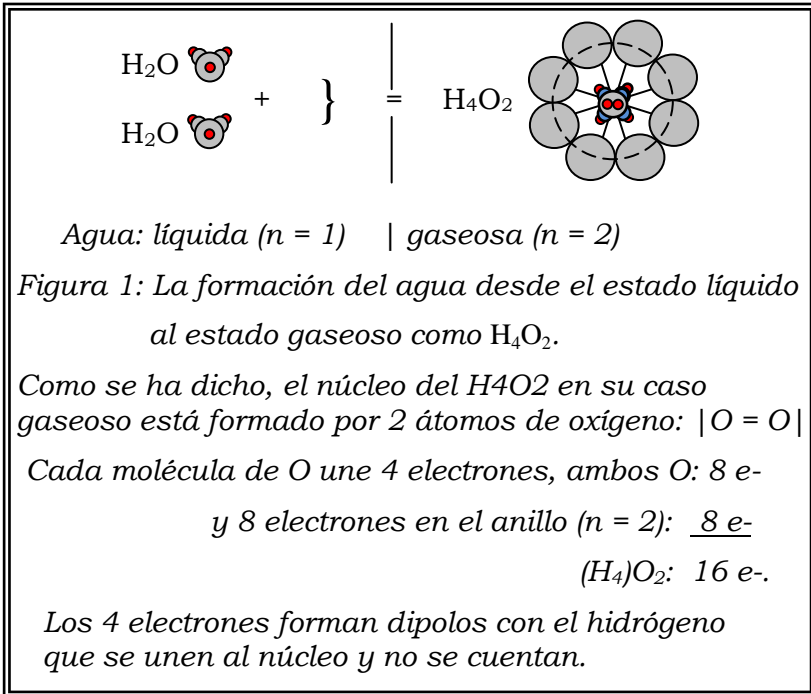 H₂O
+ } = H₄O₂
H₂O
Agua: líquida (n = 1) | gaseosa (n = 2)
Figura 1: La formación del agua desde el estado líquido
al estado gaseoso como H₄O₂.
Como se ha dicho, el núcleo del H4O2 en su caso
gaseoso está formado por 2 átomos de oxígeno: |O = O|
Cada molécula de O une 4 electrones, ambos O: 8 e-
y 8 electrones en el anillo (n = 2): 8 e-
(H₄)O₂: 16 e-.
Los 4 electrones forman dipolos con el hidrógeno
que se unen al núcleo y no se cuentan.